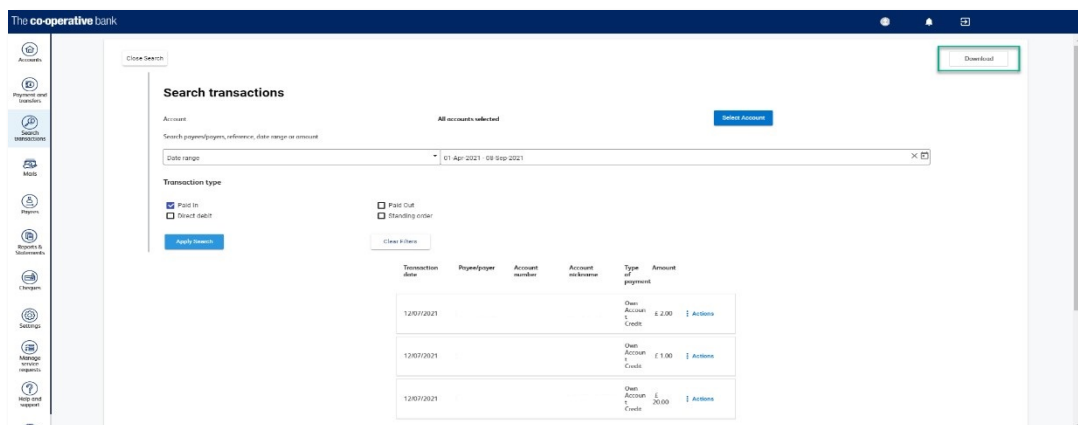 The co-operative bank
Accounts
Payment and
transfers
Search
transactions
Mails
Payees
Reports &
Statements
Cheques
Settings
Manage
service
requests
Help and
support
Close Search
Download
Search transactions
Account
All accounts selected
Select Account
Search payees/payers, reference, date range or amount
Date range
01-Apr-2021 - 08-Sep-2021
Transaction type
Paid In
Paid Out
Direct debit
Standing order
Apply Search
Clear Filters
Transaction
date
Payee/payer
Account
number
Account
nickname
Type
of
payment
Amount
12/07/2021
Own
Accoun
t
Credit
£ 2.00
Actions
12/07/2021
Own
Accoun
t
Credit
£ 1.00
Actions
12/07/2021
Own
Accoun
t
Credit
£
20.00
Actions